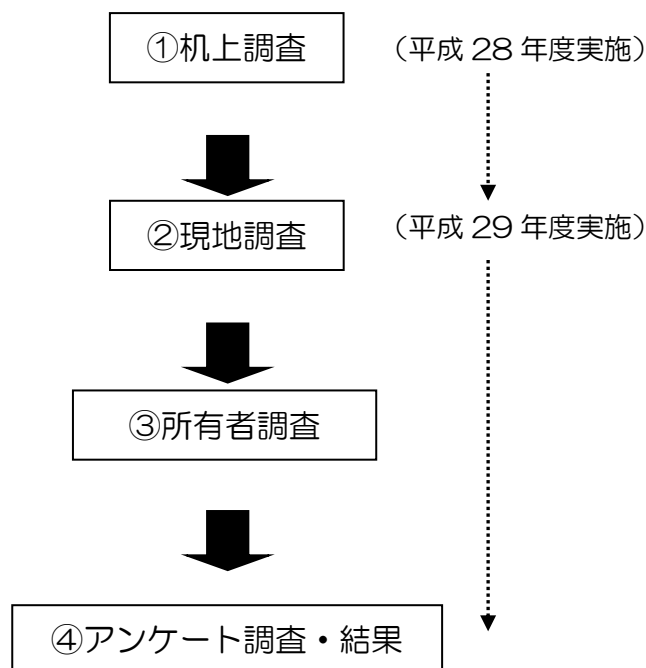 ①机上調査 （平成 28 年度実施）
②現地調査 （平成 29 年度実施）
③所有者調査
④アンケート調査・結果